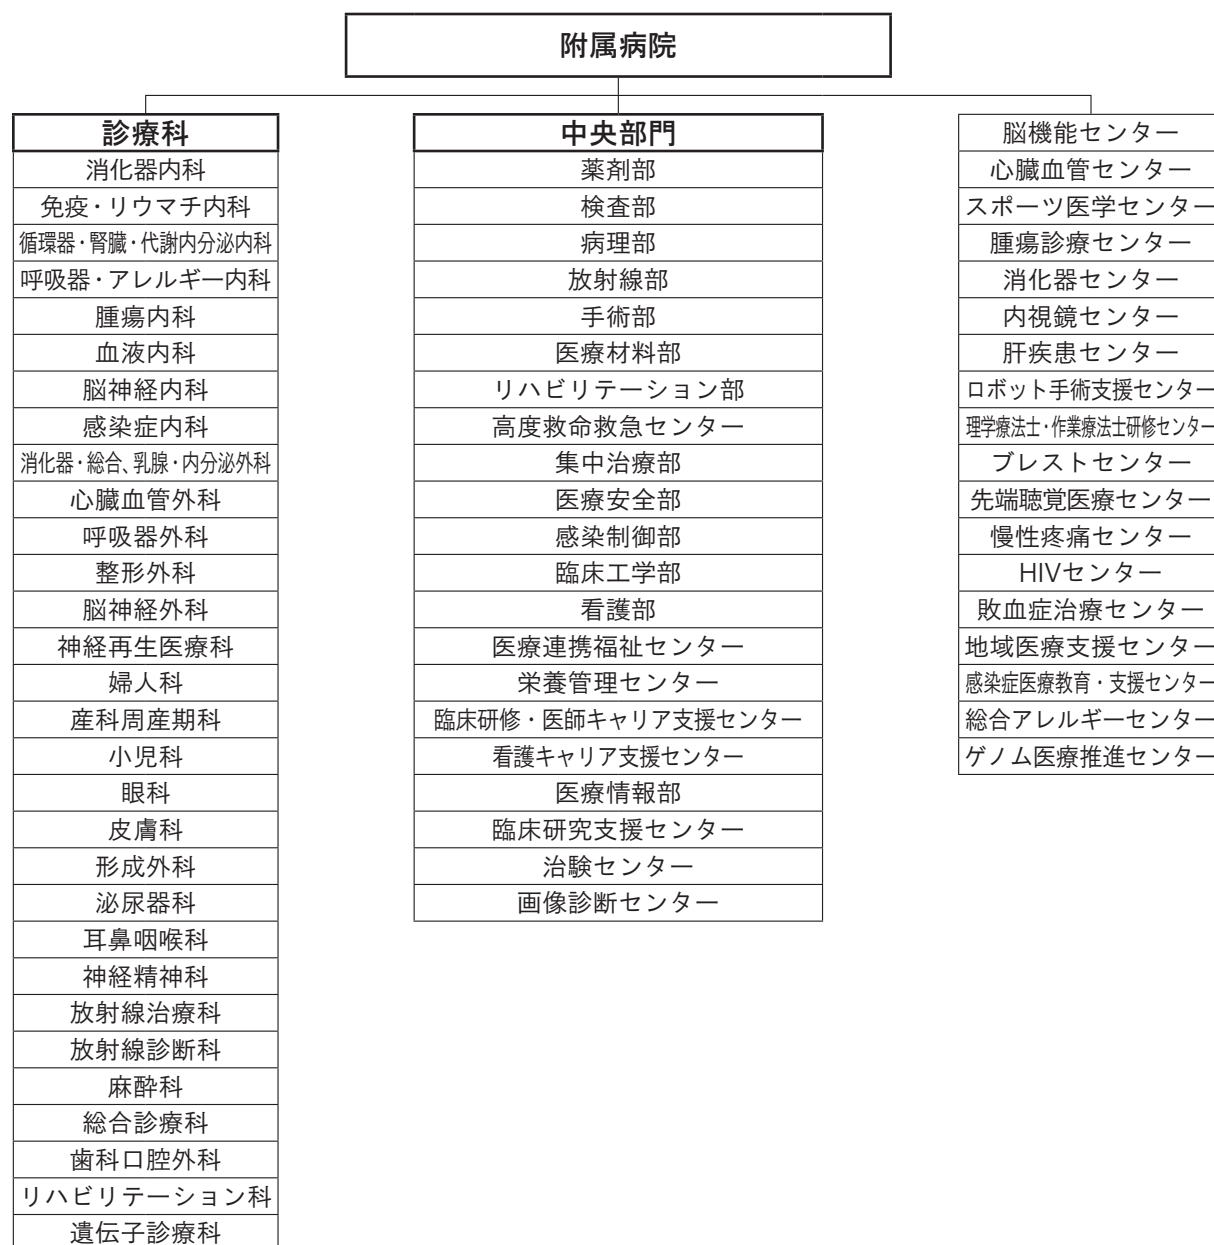 附属病院
診療科
消化器内科
免疫・リウマチ内科
循環器・腎臓・代謝内分泌内科
呼吸器・アレルギー内科
腫瘍内科
血液内科
脳神経内科
感染症内科
消化器・総合、乳腺・内分泌外科
心臓血管外科
呼吸器外科
整形外科
脳神経外科
神経再生医療科
婦人科
産科周産期科
小児科
眼科
皮膚科
形成外科
泌尿器科
耳鼻咽喉科
神経精神科
放射線治療科
放射線診断科
麻酔科
総合診療科
歯科口腔外科
リハビリテーション科
遺伝子診療科
中央部門
薬剤部
検査部
病理部
放射線部
手術部
医療材料部
リハビリテーション部
高度救命救急センター
集中治療部
医療安全部
感染制御部
臨床工学部
看護部
医療連携福祉センター
栄養管理センター
臨床研修・医師キャリア支援センター
看護キャリア支援センター
医療情報部
臨床研究支援センター
治験センター
画像診断センター
脳機能センター
心臓血管センター
スポーツ医学センター
腫瘍診療センター
消化器センター
内視鏡センター
肝疾患センター
ロボット手術支援センター
理学療法士・作業療法士研修センター
ブレストセンター
先端聴覚医療センター
慢性疼痛センター
HIVセンター
敗血症治療センター
地域医療支援センター
感染症医療教育・支援センター
総合アレルギーセンター
ゲノム医療推進センター